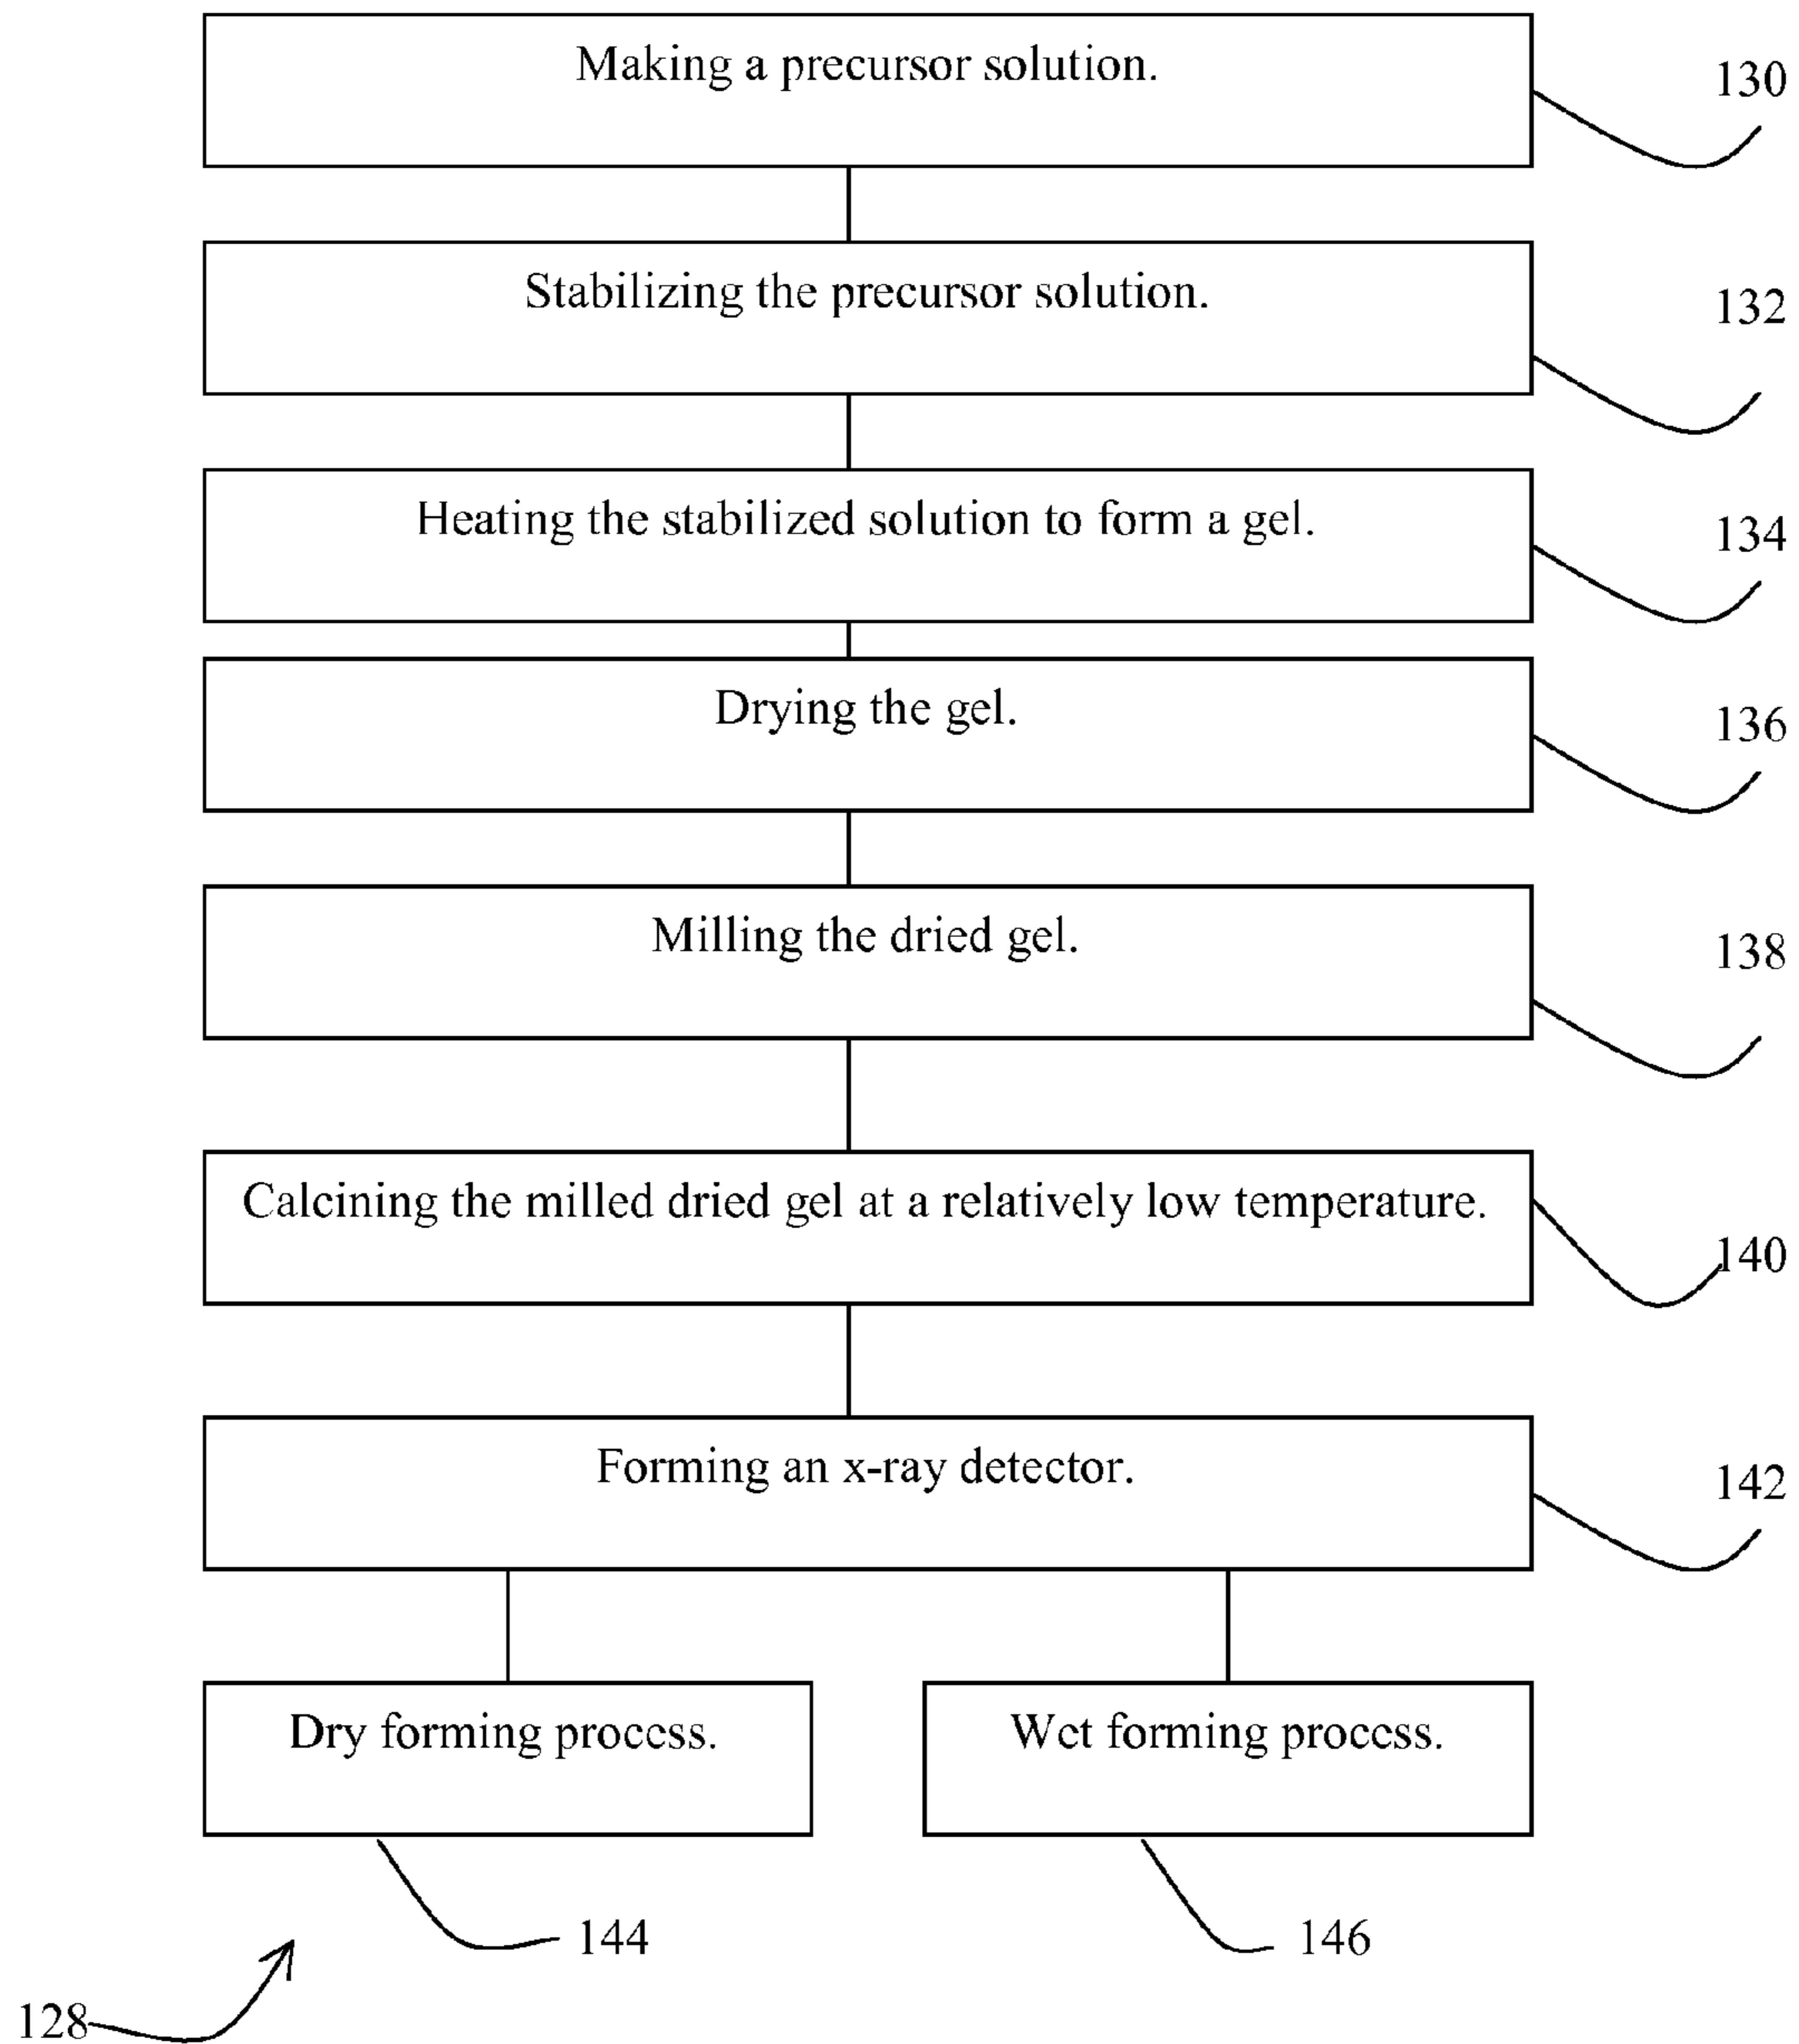 Making a precursor solution.
130
Stabilizing the precursor solution.
132
Heating the stabilized solution to form a gel.
134
Drying the gel.
136
Milling the dried gel.
138
Calcining the milled dried gel at a relatively low temperature.
140
Forming an x-ray detector.
142
Dry forming process.
Wet forming process.
144
146
128